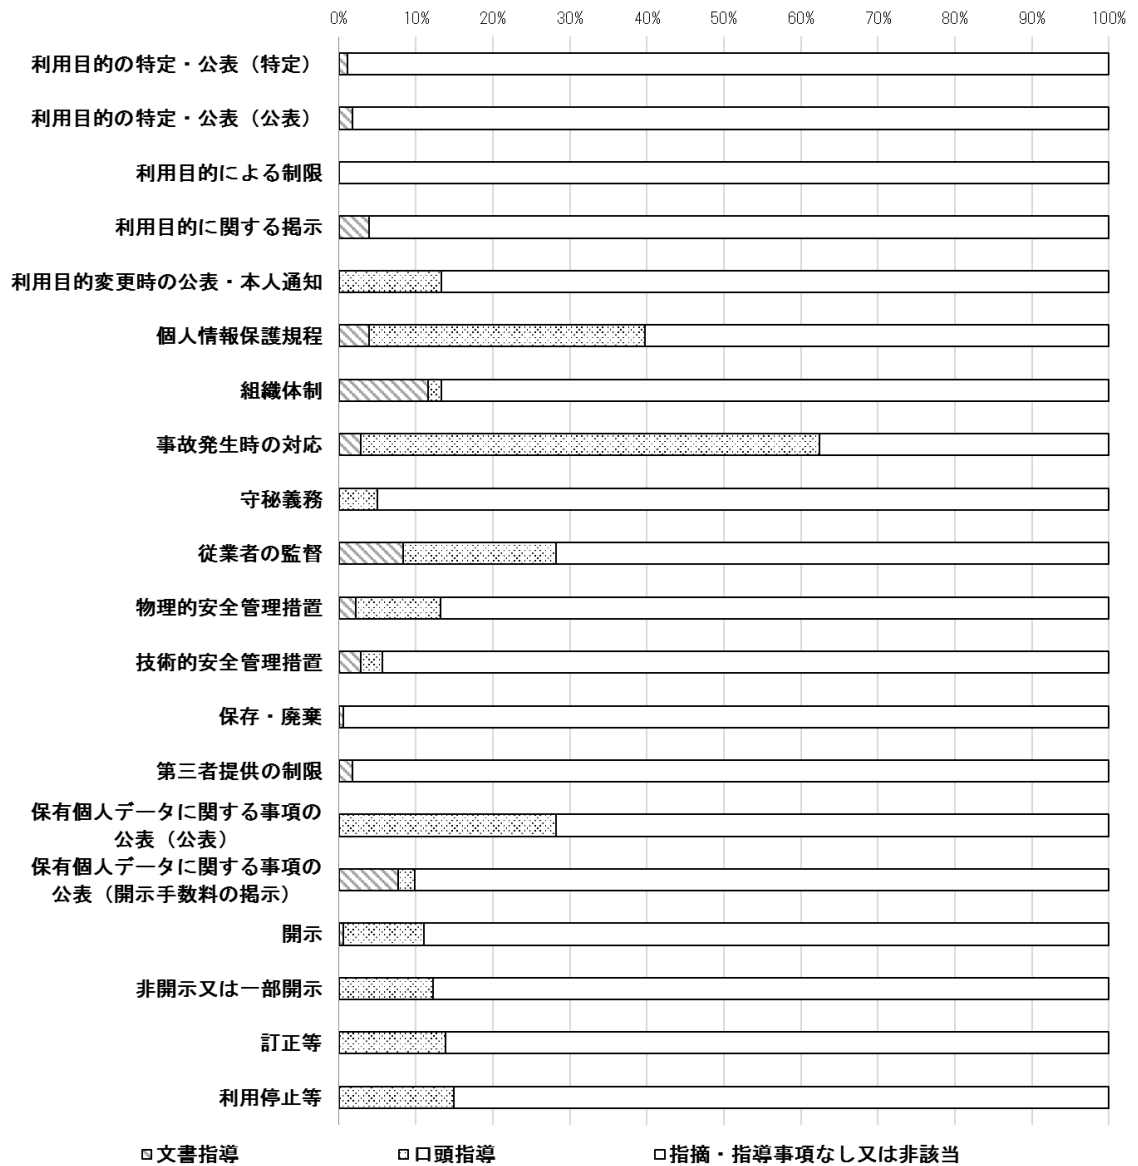 0% 10% 20% 30% 40% 50% 60% 70% 80% 90% 100%
利用目的の特定・公表（特定）
利用目的の特定・公表（公表）
利用目的による制限
利用目的に関する掲示
利用目的変更時の公表・本人通知
個人情報保護規程
組織体制
事故発生時の対応
守秘義務
従業者の監督
物理的安全管理措置
技術的安全管理措置
保存・廃棄
第三者提供の制限
保有個人データに関する事項の
公表（公表）
保有個人データに関する事項の
公表（開示手数料の掲示）
開示
非開示又は一部開示
訂正等
利用停止等
文書指導 口頭指導 指摘・指導事項なし又は非該当